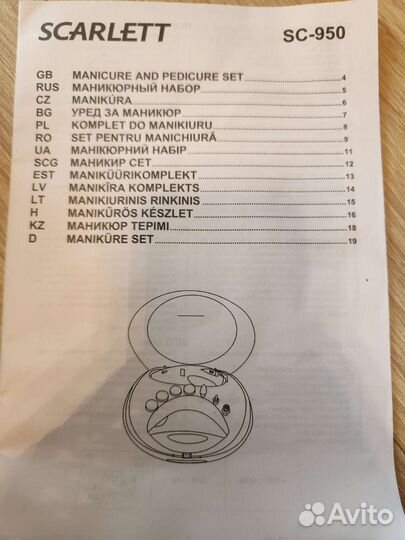 SCARLETT SC-950
GB MANICURE AND PEDICURE SET 4
RUS МАНИКЮРНЫЙ НАБОР 5
CZ MANIKÚRA 6
BG УРЕД ЗА МАНИКЮР 7
PL KOMPLET DO MANIKIURU 8
RO SET PENTRU MANICHIURĂ 9
UA МАНІКЮРНИЙ НАБІР 11
SCG МАНИКИР СЕТ 12
EST MANIKÜÜRIKOMPLEKT 13
LV MANIKĪRA KOMPLEKTS 14
LT MANIKIURINIS RINKINIS 15
H MANIKŰRÖS KÉSZLET 16
KZ МАНИКЮР ТЕРІМІ 18
D MANIKÜRE SET 19
Avito